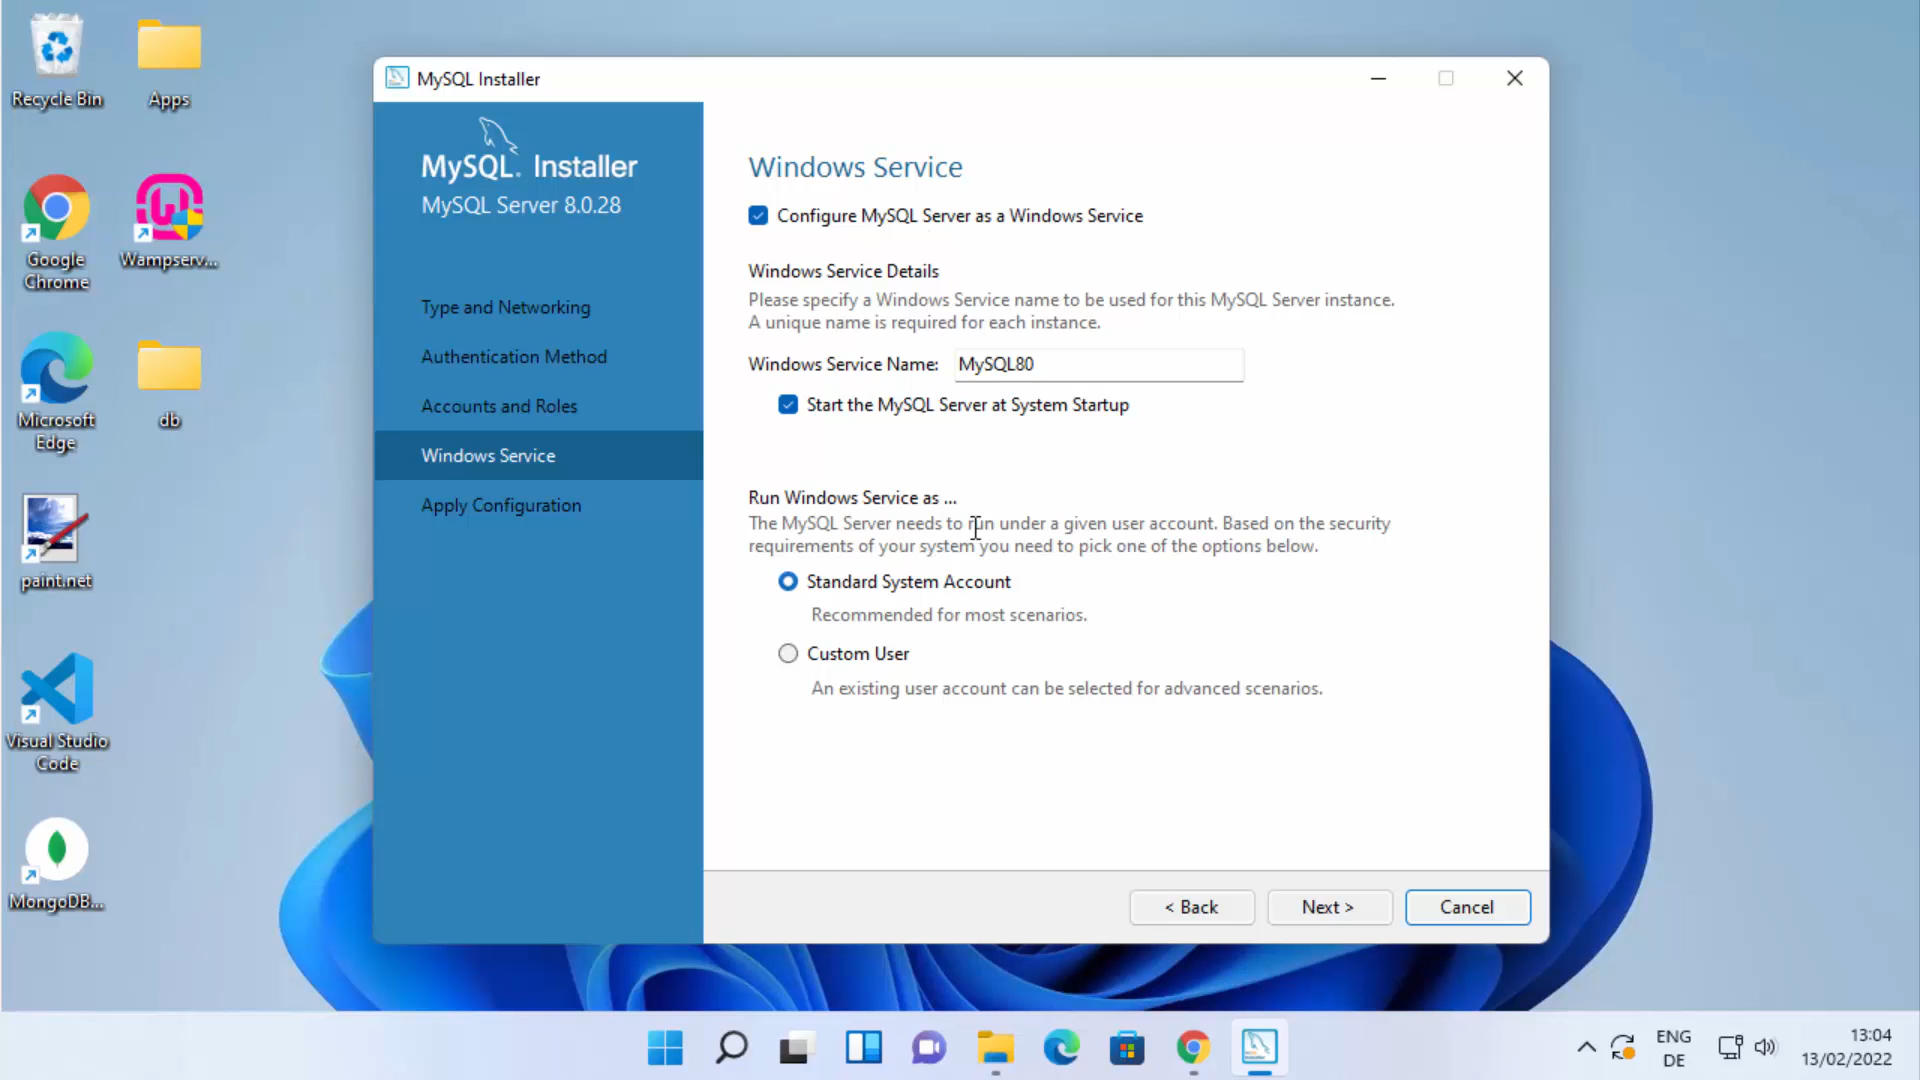 Recycle Bin
Apps
Google
Chrome
Wampserv...
Microsoft
Edge
db
paint.net
Visual Studio
Code
MongoDB...
MySQL Installer
MySQL® Installer
MySQL Server 8.0.28
Type and Networking
Authentication Method
Accounts and Roles
Windows Service
Apply Configuration
Windows Service
Configure MySQL Server as a Windows Service
Windows Service Details
Please specify a Windows Service name to be used for this MySQL Server instance.
A unique name is required for each instance.
Windows Service Name: MySQL80
Start the MySQL Server at System Startup
Run Windows Service as ...
The MySQL Server needs to run under a given user account. Based on the security
requirements of your system you need to pick one of the options below.
Standard System Account
Recommended for most scenarios.
Custom User
An existing user account can be selected for advanced scenarios.
< Back
Next >
Cancel
ENG
DE
13:04
13/02/2022